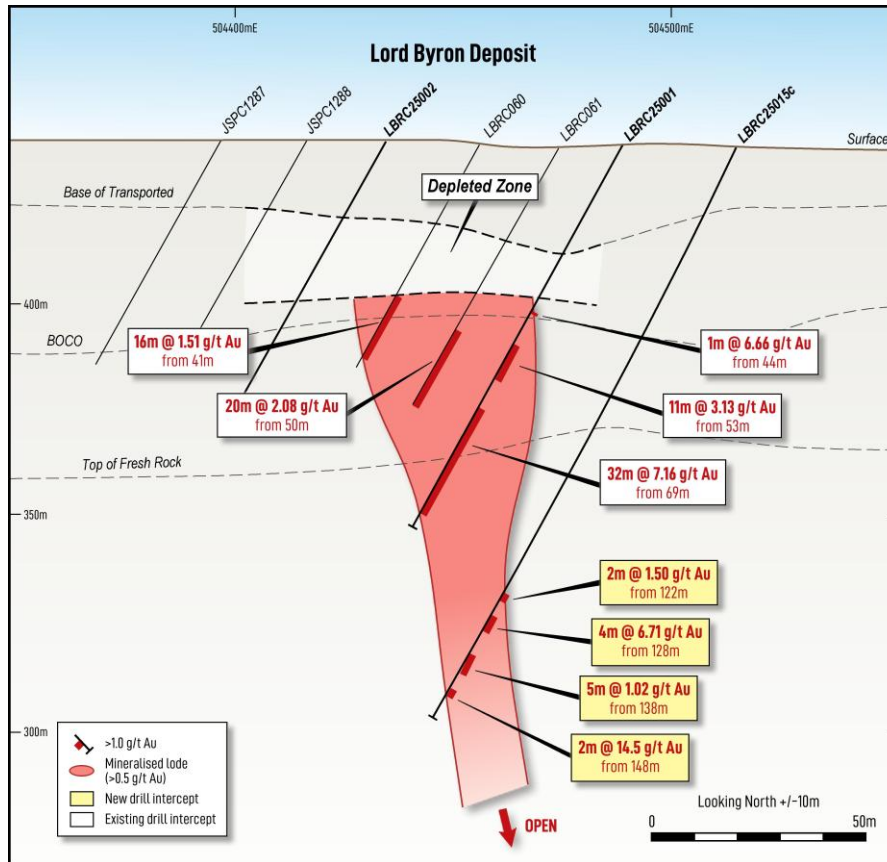 504400mE
504500mE
Lord Byron Deposit
JSPC1287
JSPC1288
LBRC25002
LBRC060
LBRC061
LBRC25001
LBRC25015c
Surface
Base of Transported
Depleted Zone
400m
BOCO
16m @ 1.51 g/t Au
from 41m
1m @ 6.66 g/t Au
from 44m
20m @ 2.08 g/t Au
from 50m
11m @ 3.13 g/t Au
from 53m
Top of Fresh Rock
32m @ 7.16 g/t Au
from 69m
350m
2m @ 1.50 g/t Au
from 122m
4m @ 6.71 g/t Au
from 128m
5m @ 1.02 g/t Au
from 138m
2m @ 14.5 g/t Au
from 148m
300m
>1.0 g/t Au
Mineralised lode
(>0.5 g/t Au)
New drill intercept
Existing drill intercept
OPEN
Looking North +/-10m
0
50m